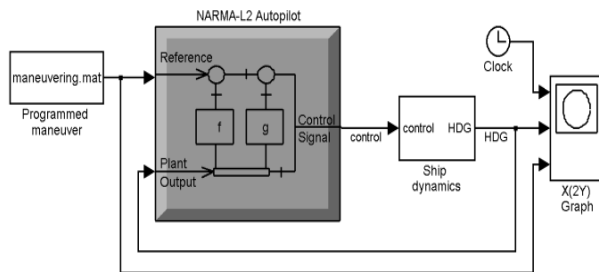 NARMA-L2 Autopilot
Reference
maneuvering.mat
Programmed
maneuver
f
g
Control
Signal
Plant
Output
control
control
HDG
Ship
dynamics
HDG
Clock
X(2Y)
Graph